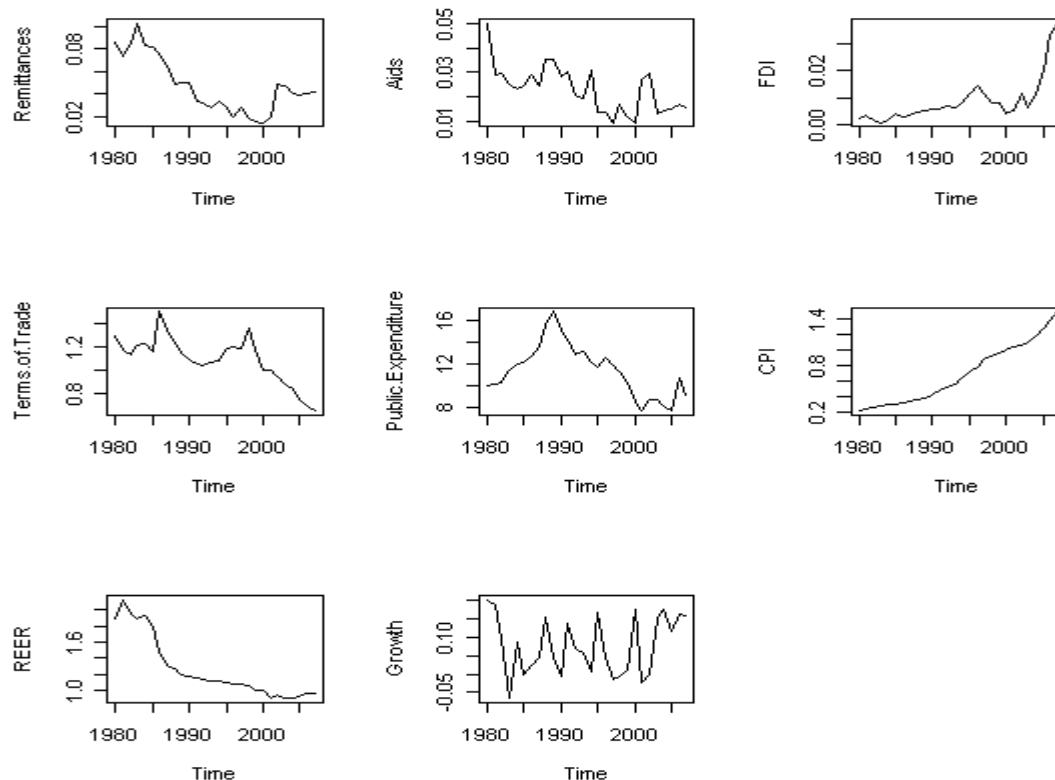 Remittances
0.02 0.08
1980 1990 2000
Time
Aids
0.01 0.03 0.05
1980 1990 2000
Time
FDI
0.00 0.02
1980 1990 2000
Time
Terms.of.Trade
0.8 1.2
1980 1990 2000
Time
Public.Expenditure
8 12 16
1980 1990 2000
Time
CPI
0.2 0.8 1.4
1980 1990 2000
Time
REER
1.0 1.6
1980 1990 2000
Time
Growth
-0.05 0.10
1980 1990 2000
Time